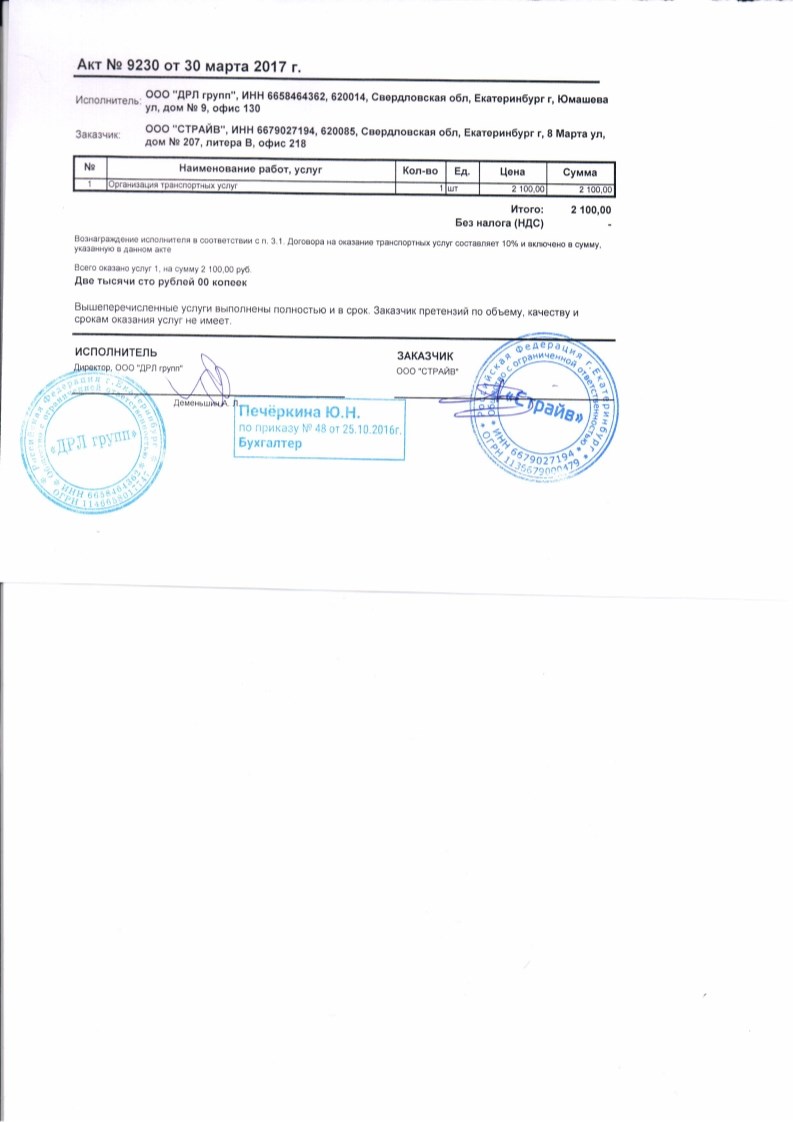 Акт № 9230 от 30 марта 2017 г.
Исполнитель: ООО "ДРЛ групп", ИНН 6658464362, 620014, Свердловская обл, Екатеринбург г, Юмашева
ул, дом № 9, офис 130
Заказчик: ООО "СТРАЙВ", ИНН 6679027194, 620085, Свердловская обл, Екатеринбург г, 8 Марта ул,
дом № 207, литера В, офис 218
№ Наименование работ, услуг Кол-во Ед. Цена Сумма
1 Организация транспортных услуг 1 шт 2 100,00 2 100,00
Итого: 2 100,00
Без налога (НДС) -
Вознаграждение исполнителя в соответствии с п. 3.1. Договора на оказание транспортных услуг составляет 10% и включено в сумму,
указанную в данном акте
Всего оказано услуг 1, на сумму 2 100,00 руб.
Две тысячи сто рублей 00 копеек
Вышеперечисленные услуги выполнены полностью и в срок. Заказчик претензий по объему, качеству и
срокам оказания услуг не имеет.
ИСПОЛНИТЕЛЬ
Директор, ООО "ДРЛ групп"
Деменьшин А. Л.
ЗАКАЗЧИК
ООО "СТРАЙВ"
Печёркина Ю.Н.
по приказу № 48 от 25.10.2016г.
Бухгалтер
Российская Федерация г.Екатеринбург
Общество с ограниченной ответственностью
«ДРЛ групп»
ИНН 6658464362
ОГРН 1146658017147
Российская Федерация г.Екатеринбург
Общество с ограниченной ответственностью
«Страйв»
ИНН 6679027194
ОГРН 1136679000479